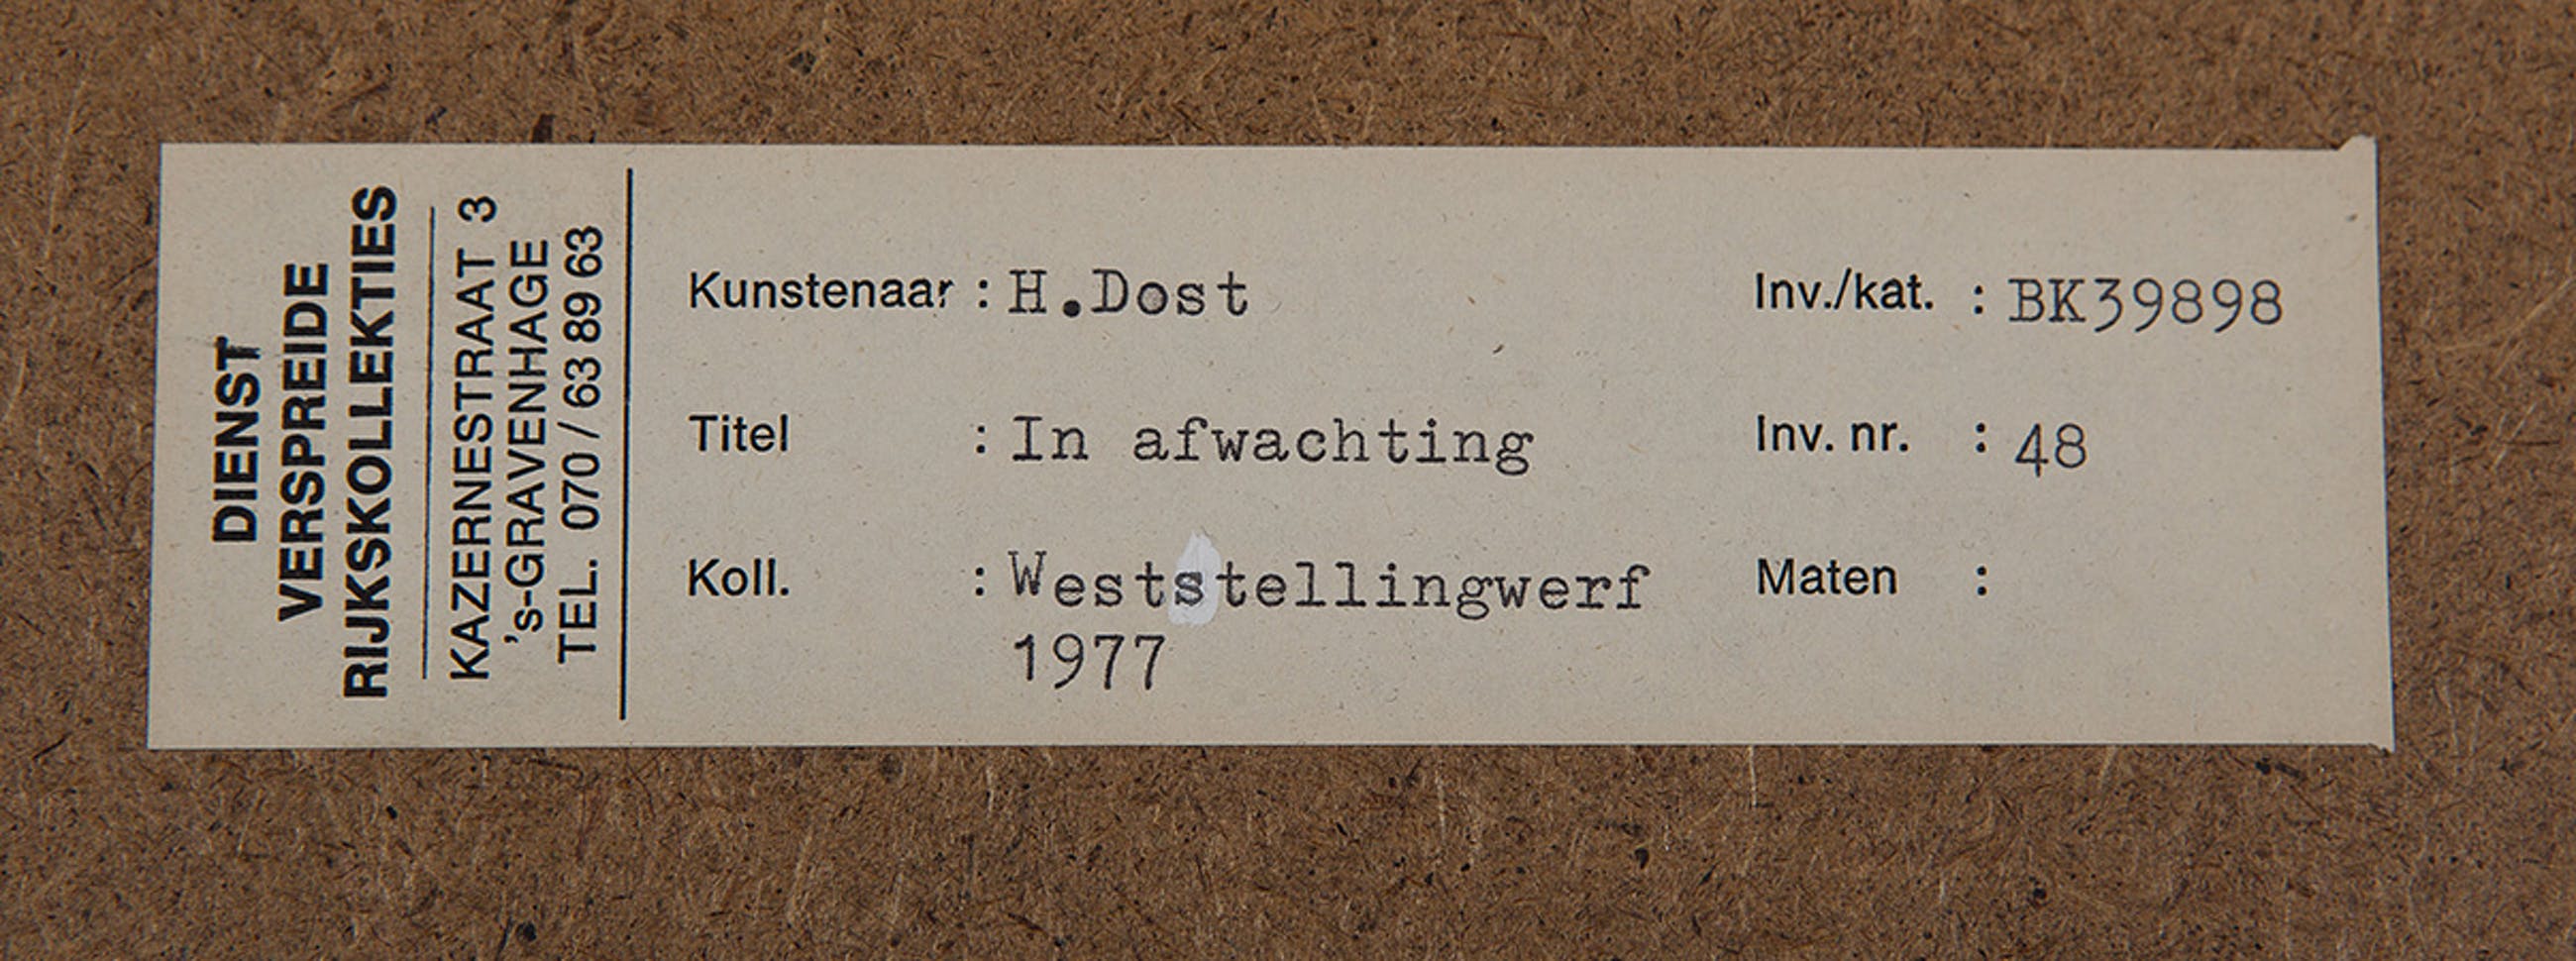 DIENST
VERSPREIDE
RIJKSKOLLEKTIES
KAZERNESTRAAT 3
's-GRAVENHAGE
TEL. 070 / 63 89 63
Kunstenaar : H.Dost
Titel : In afwachting
Koll. : Weststellingwerf
1977
Inv./kat. : BK39898
Inv. nr. : 48
Maten :